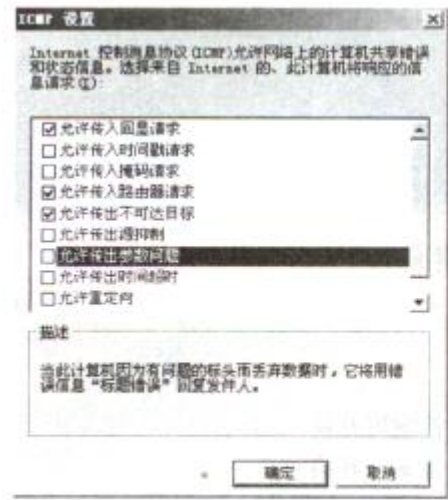 ICMP 设置
Internet 控制消息协议(ICMP)允许网络上的计算机共享错误
和状态信息。选择来自 Internet 的、此计算机将响应的信
息请求(I):
允许传入回显请求
允许传入时间戳请求
允许传入掩码请求
允许传入路由器请求
允许传出不可达目标
允许传出源抑制
允许传出参数问题
允许传出时间超时
允许重定向
描述
当此计算机因为有问题的标头而丢弃数据时，它将用错
误信息“标题错误”回复发件人。
确定
取消